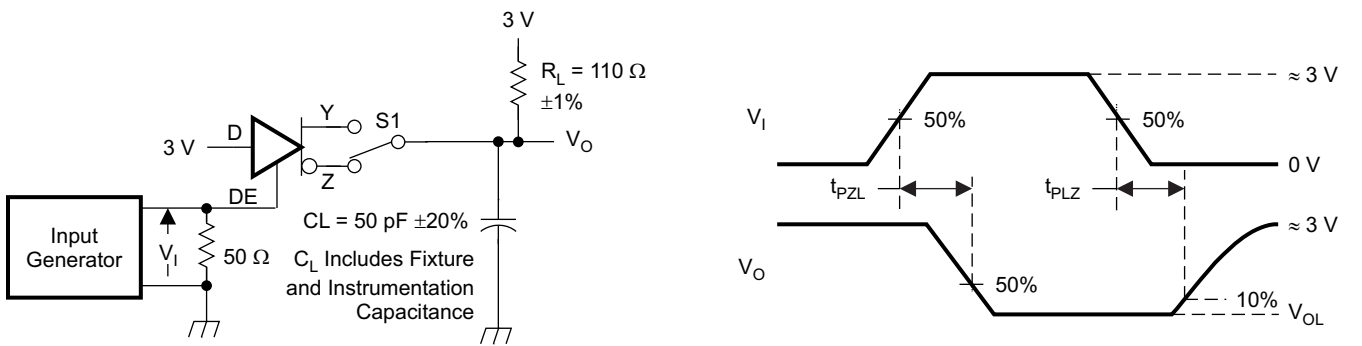 3 V
R_L = 110 Ω
±1%
Y
S1
D
3 V
V_O
Z
DE
CL = 50 pF ±20%
Input
Generator
V_I
50 Ω
C_L Includes Fixture
and Instrumentation
Capacitance
≈ 3 V
V_I
50%
50%
0 V
t_PZL
t_PLZ
≈ 3 V
V_O
50%
10%
V_OL